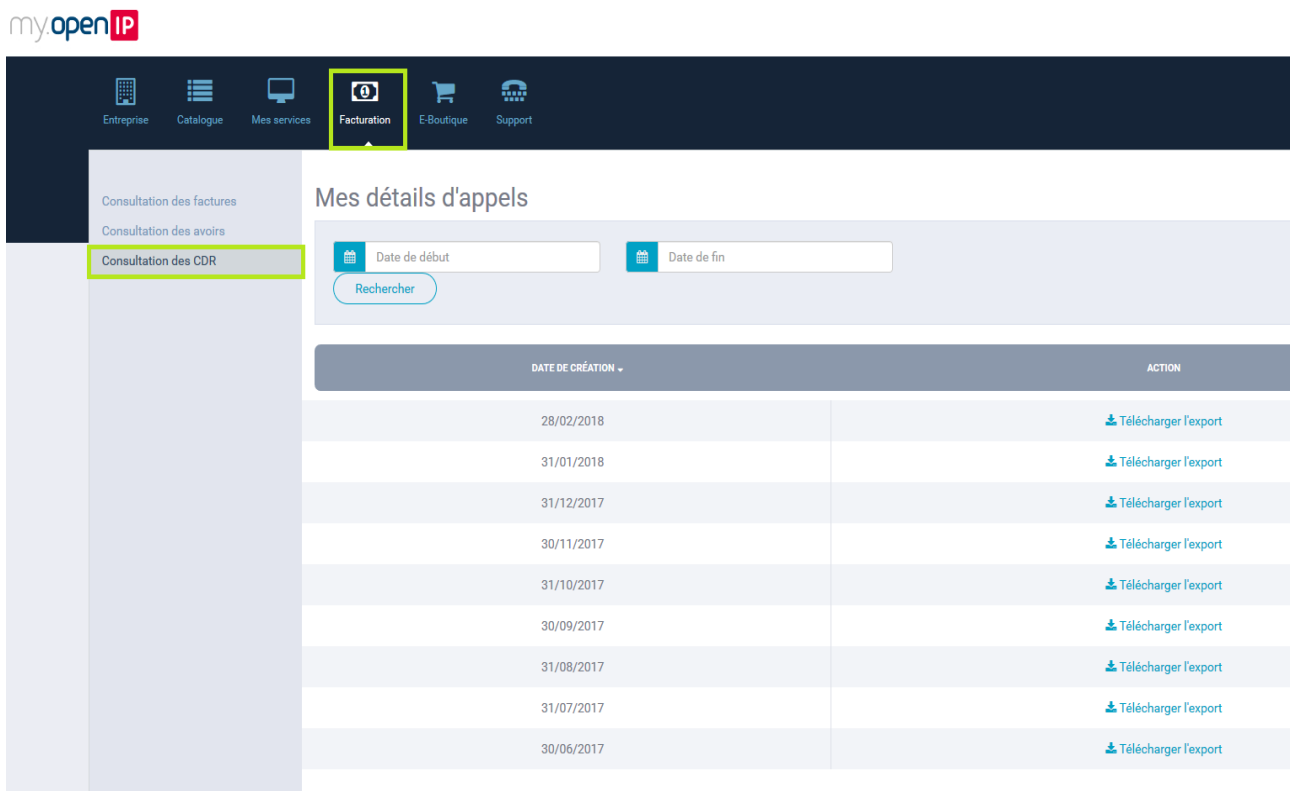 my.openIP
Entreprise Catalogue Mes services Facturation E-Boutique Support
Consultation des factures
Consultation des avoirs
Consultation des CDR
Mes détails d'appels
Date de début Date de fin
Rechercher
DATE DE CRÉATION ACTION
28/02/2018 Télécharger l'export
31/01/2018 Télécharger l'export
31/12/2017 Télécharger l'export
30/11/2017 Télécharger l'export
31/10/2017 Télécharger l'export
30/09/2017 Télécharger l'export
31/08/2017 Télécharger l'export
31/07/2017 Télécharger l'export
30/06/2017 Télécharger l'export